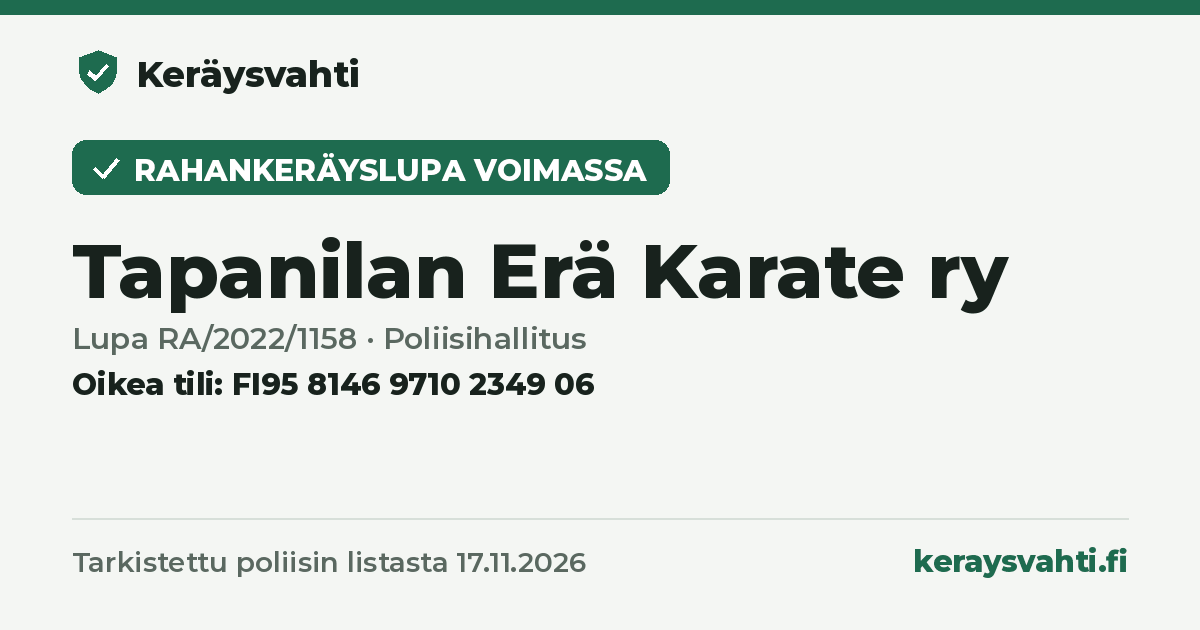 Keräysvahti
RAHANKERÄYSLUPA VOIMASSA
Tapanilan Erä Karate ry
Lupa RA/2022/1158 · Poliisihallitus
Oikea tili: FI95 8146 9710 2349 06
Tarkistettu poliisin listasta 17.11.2026
keraysvahti.fi